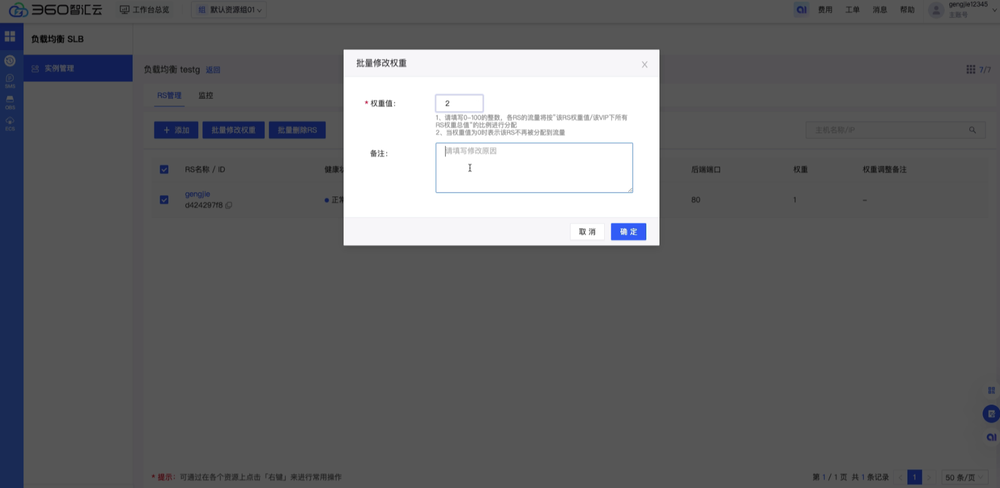 360智汇云
工作台总览
组 默认资源组01
费用
工单
消息
帮助
gengjie12345
主账号
负载均衡 SLB
实例管理
SMS
OBS
ECS
负载均衡 testg 返回
7/7
RS管理
监控
+ 添加
批量修改权重
批量删除RS
主机名称/IP
RS名称 / ID
健康状
后端端口
权重
权重调整备注
gengjie
d424297f8
正常
80
1
-
批量修改权重
* 权重值:
2
1、请填写0-100的整数，各RS的流量将按"该RS权重值/该VIP下所有
RS权重总值"的比例进行分配
2、当权重值为0时表示该RS不再被分配到流量
备注:
请填写修改原因
取 消
确 定
* 提示: 可通过在各个资源上点击「右键」来进行常用操作
第 1 / 1 页 共 1 条记录
1
50 条/页